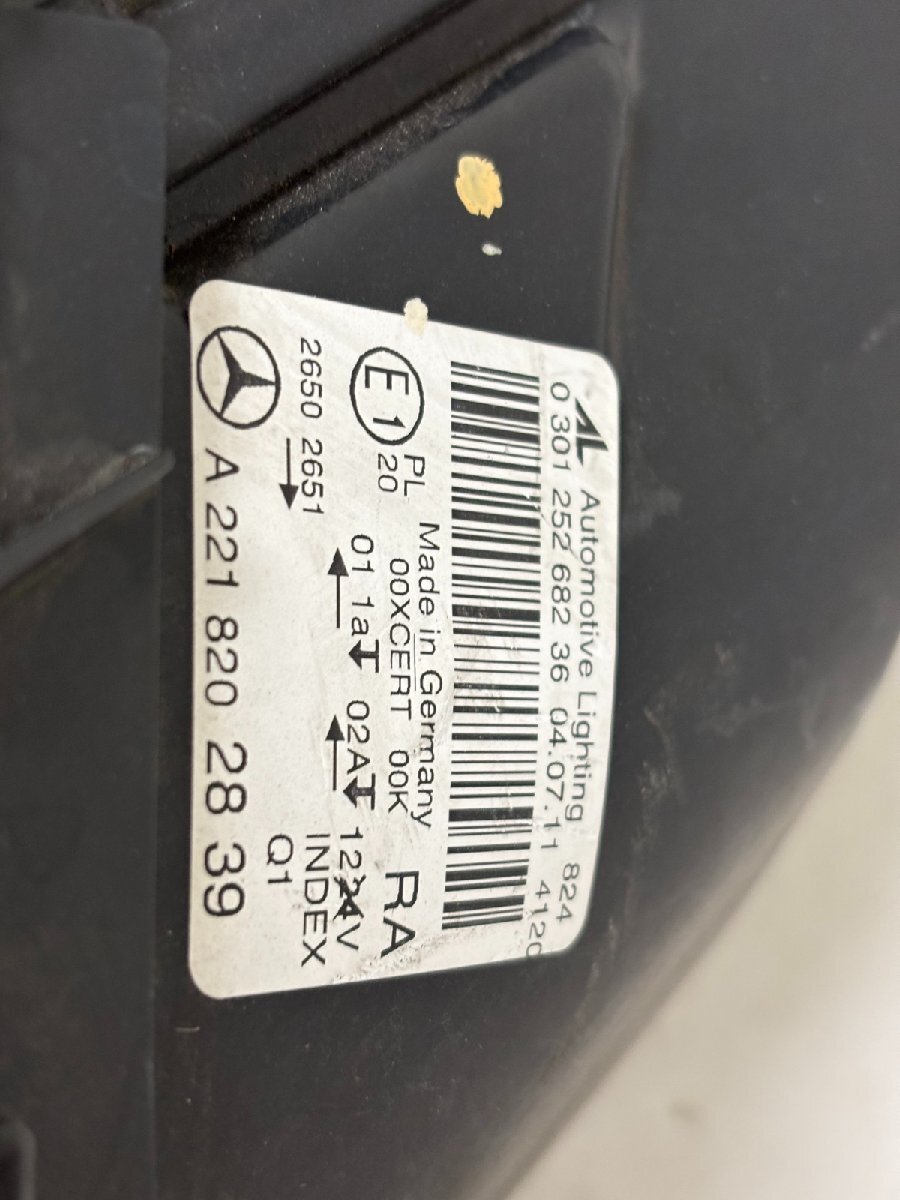 AL Automotive Lighting 824
0 301 252 682 36 04.07.11 4120
PL Made in Germany RA
E1 20 00XCERT 00K
01 1a 02A 12V
2650 2651 INDEX
Q1
A 221 820 28 39